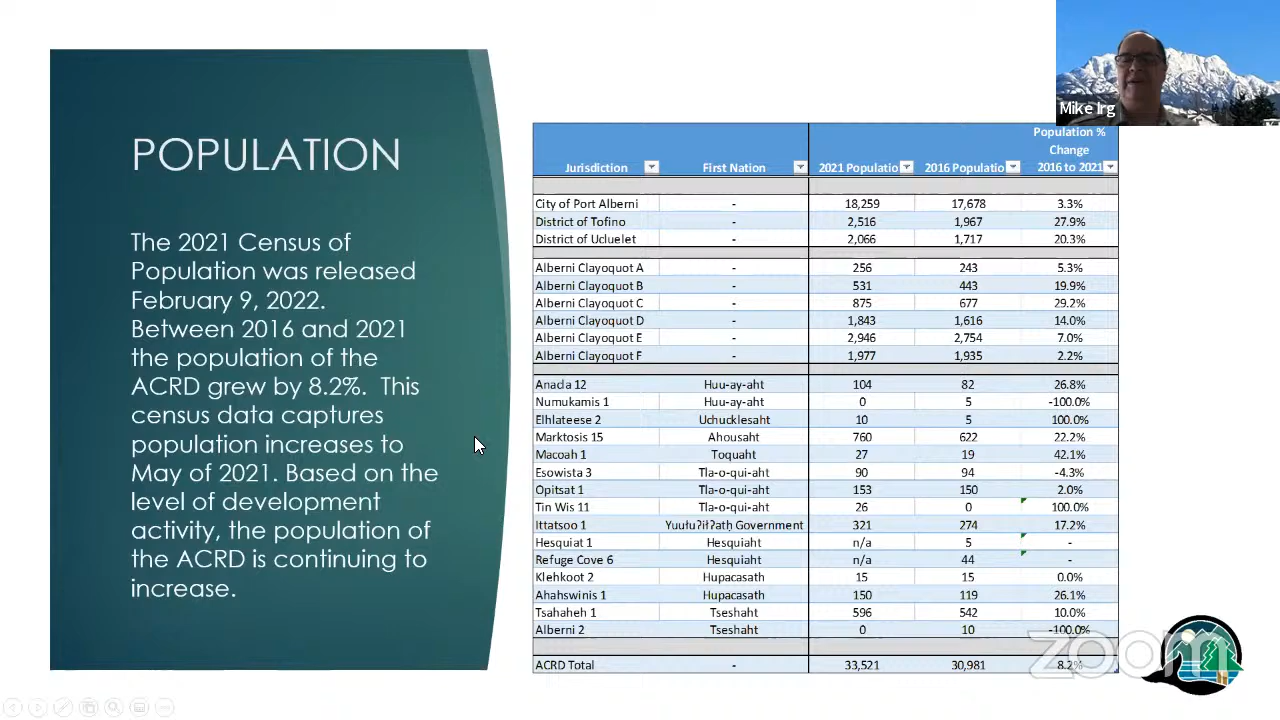 Mike Irg
POPULATION
The 2021 Census of
Population was released
February 9, 2022.
Between 2016 and 2021
the population of the
ACRD grew by 8.2%. This
census data captures
population increases to
May of 2021. Based on the
level of development
activity, the population of
the ACRD is continuing to
increase.
Population %
Change
Jurisdiction First Nation 2021 Populatio 2016 Populatio 2016 to 2021
City of Port Alberni - 18,259 17,678 3.3%
District of Tofino - 2,516 1,967 27.9%
District of Ucluelet - 2,066 1,717 20.3%
Alberni Clayoquot A - 256 243 5.3%
Alberni Clayoquot B - 531 443 19.9%
Alberni Clayoquot C - 875 677 29.2%
Alberni Clayoquot D - 1,843 1,616 14.0%
Alberni Clayoquot E - 2,946 2,754 7.0%
Alberni Clayoquot F - 1,977 1,935 2.2%
Anacla 12 Huu-ay-aht 104 82 26.8%
Numukamis 1 Huu-ay-aht 0 5 -100.0%
Elhlateese 2 Uchucklesaht 10 5 100.0%
Marktosis 15 Ahousaht 760 622 22.2%
Macoah 1 Toquaht 27 19 42.1%
Esowista 3 Tla-o-qui-aht 90 94 -4.3%
Opitsat 1 Tla-o-qui-aht 153 150 2.0%
Tin Wis 11 Tla-o-qui-aht 26 0 100.0%
Ittatsoo 1 Yuułuʔiłʔatḥ Government 321 274 17.2%
Hesquiat 1 Hesquiaht n/a 5 -
Refuge Cove 6 Hesquiaht n/a 44 -
Klehkoot 2 Hupacasath 15 15 0.0%
Ahahswinis 1 Hupacasath 150 119 26.1%
Tsahaheh 1 Tseshaht 596 542 10.0%
Alberni 2 Tseshaht 0 10 -100.0%
ACRD Total - 33,521 30,981 8.2%
zoom